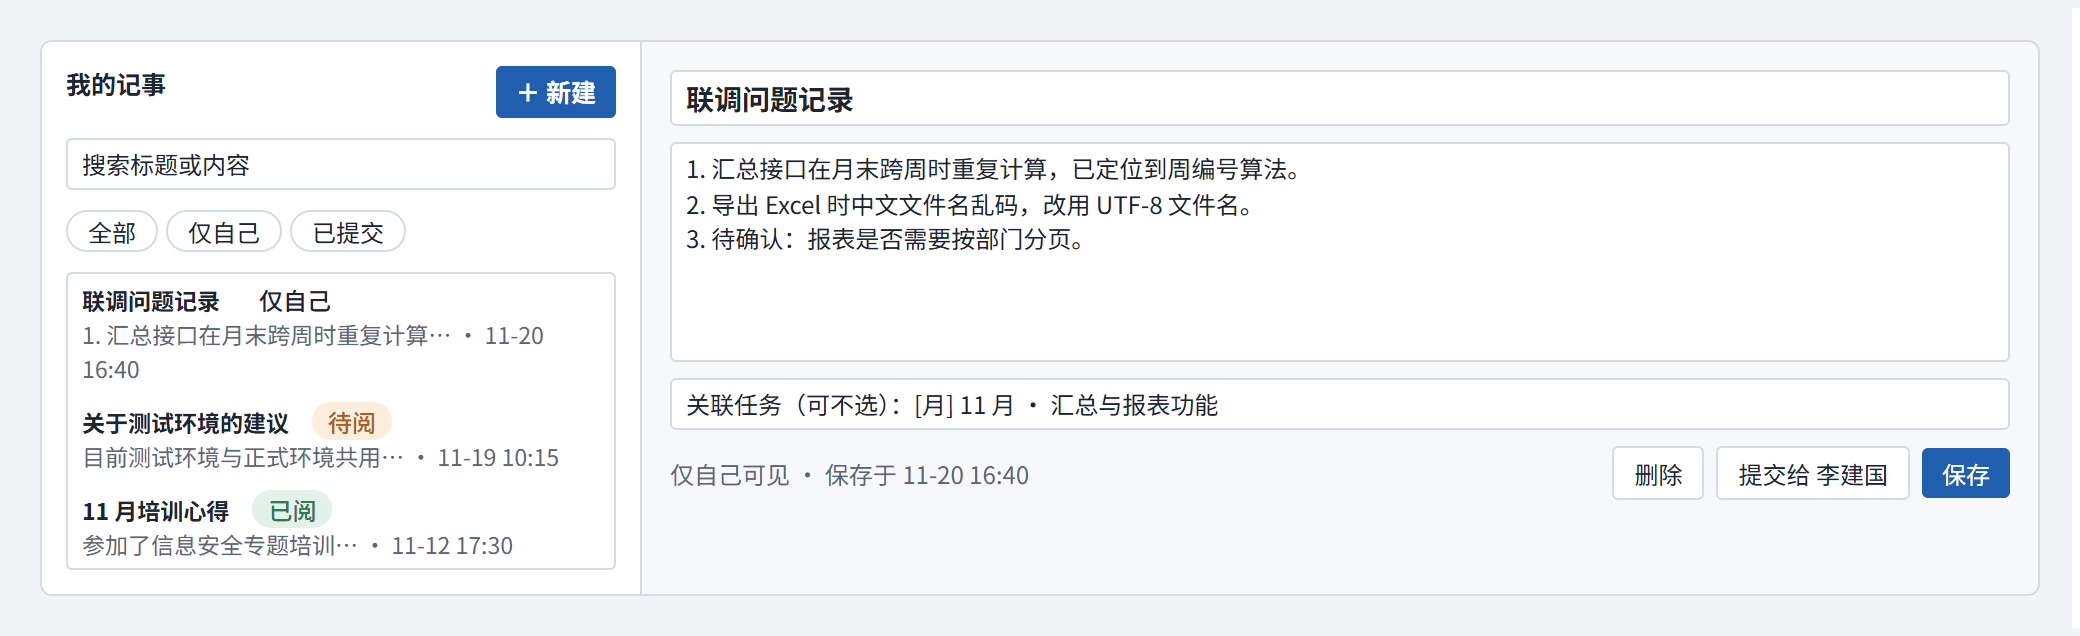 我的记事
＋ 新建
搜索标题或内容
全部
仅自己
已提交
联调问题记录 仅自己
1. 汇总接口在月末跨周时重复计算… · 11-20
16:40
关于测试环境的建议 待阅
目前测试环境与正式环境共用… · 11-19 10:15
11 月培训心得 已阅
参加了信息安全专题培训… · 11-12 17:30
联调问题记录
1. 汇总接口在月末跨周时重复计算，已定位到周编号算法。
2. 导出 Excel 时中文文件名乱码，改用 UTF-8 文件名。
3. 待确认：报表是否需要按部门分页。
关联任务（可不选）：[月] 11 月 · 汇总与报表功能
仅自己可见 · 保存于 11-20 16:40
删除
提交给 李建国
保存